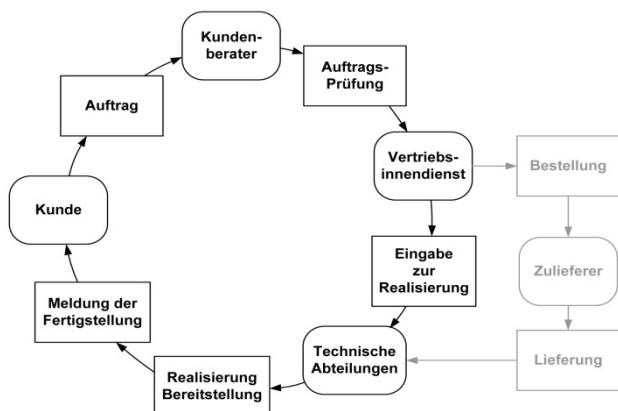 Kunden-
berater
Auftrags-
Prüfung
Auftrag
Vertriebs-
innendienst
Bestellung
Kunde
Eingabe
zur
Realisierung
Zulieferer
Meldung der
Fertigstellung
Technische
Abteilungen
Lieferung
Realisierung
Bereitstellung